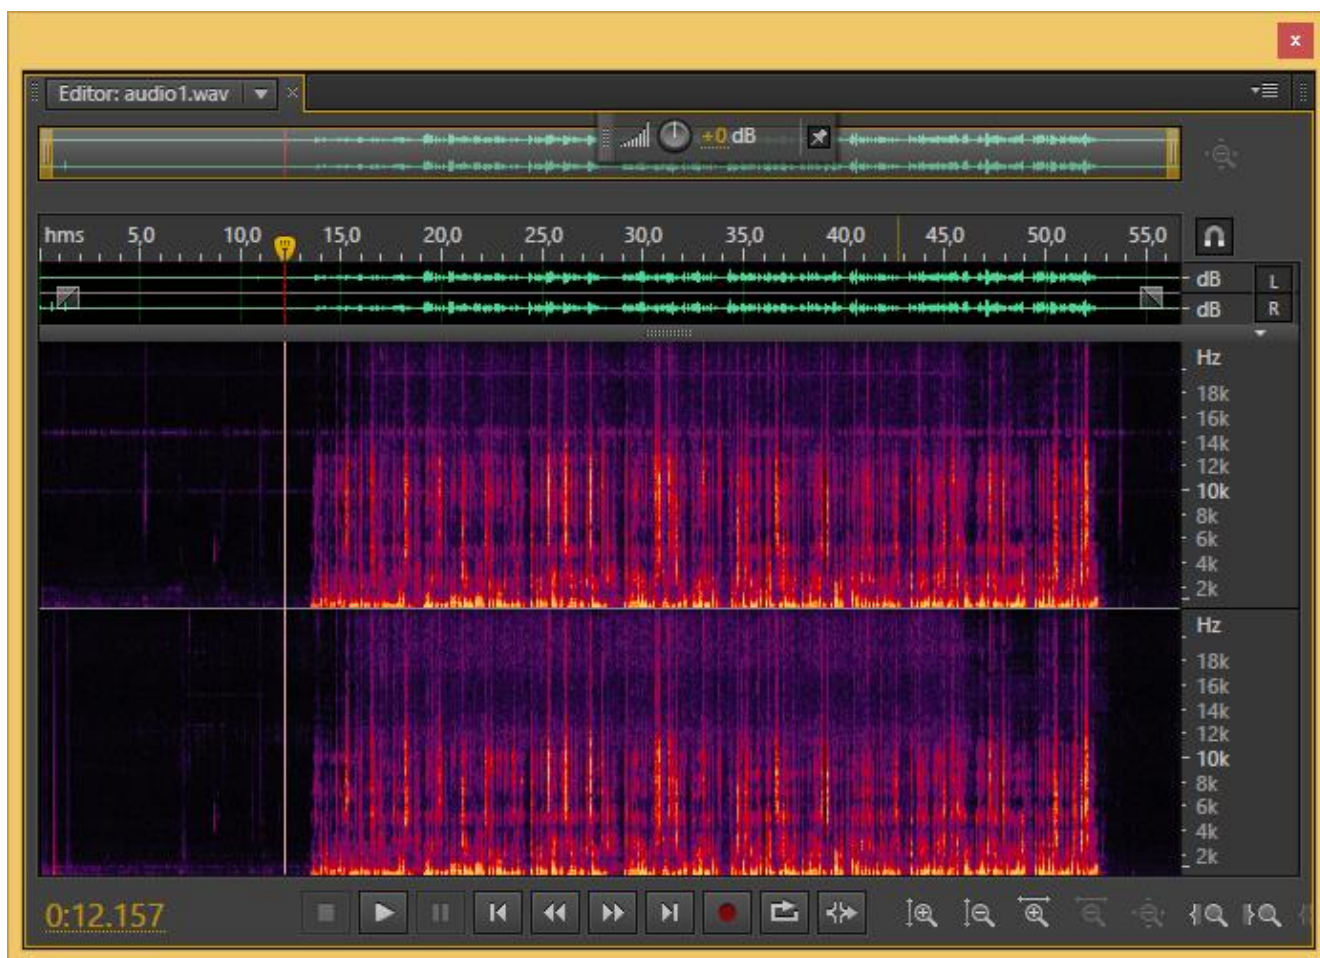 Editor: audio1.wav
+0 dB
hms 5,0 10,0 15,0 20,0 25,0 30,0 35,0 40,0 45,0 50,0 55,0
dB L
dB R
Hz
18k
16k
14k
12k
10k
8k
6k
4k
2k
Hz
18k
16k
14k
12k
10k
8k
6k
4k
2k
0:12.157